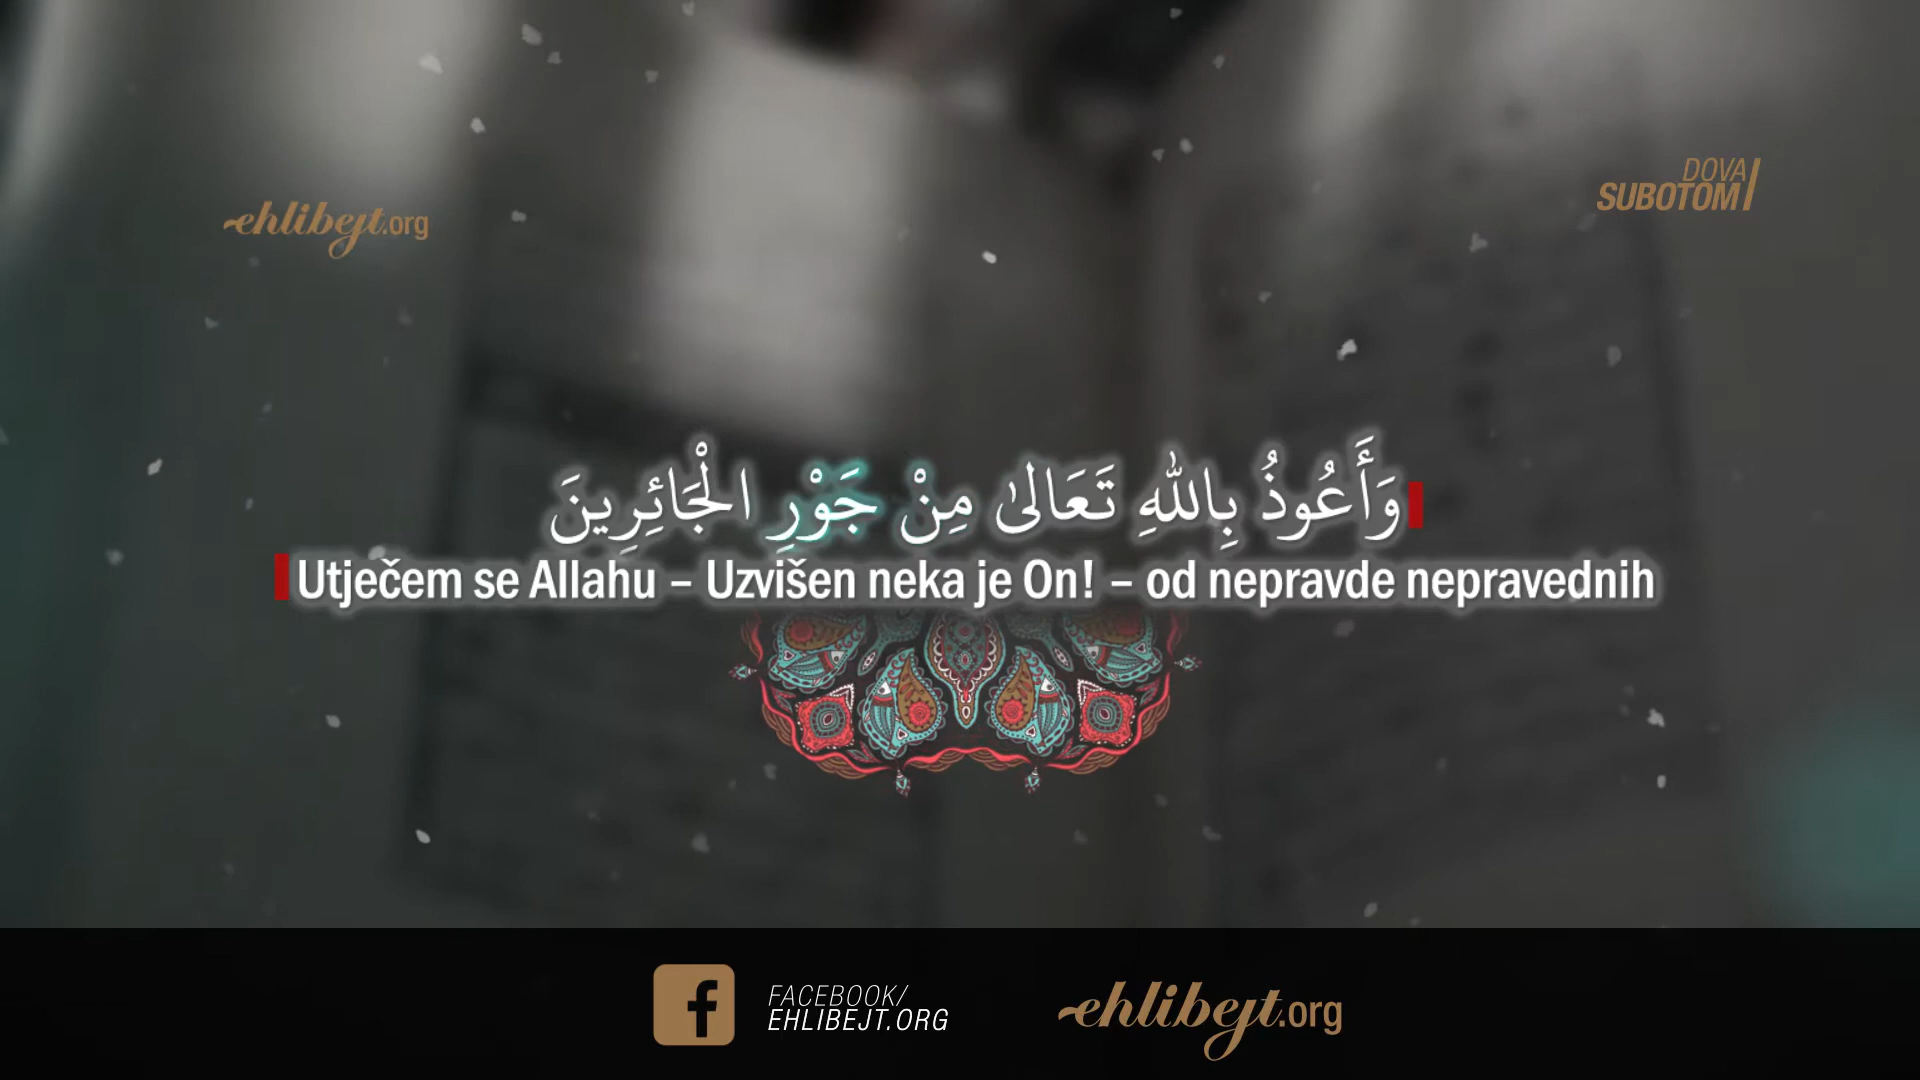 DOVA
SUBOTOM
ehlibejt.org
وَأَعُوذُ بِاللهِ تَعَالىٰ مِنْ جَوْرِ الْجَائِرِينَ
Utječem se Allahu – Uzvišen neka je On! – od nepravde nepravednih
FACEBOOK/
EHLIBEJT.ORG
ehlibejt.org